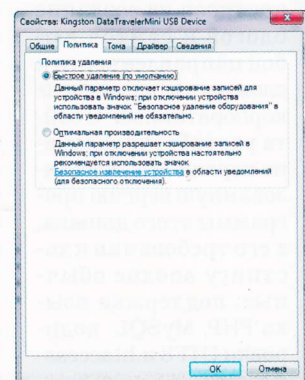 Свойства: Kingston DataTravelerMini USB Device
Общие Политика Тома Драйвер Сведения
Политика удаления
Быстрое удаление (по умолчанию)
Данный параметр отключает кэширование записей для
устройства в Windows; при отключении устройства
использовать значок "Безопасное удаление оборудования" в
области уведомлений не обязательно.
Оптимальная производительность
Данный параметр разрешает кэширование записей в
Windows; при отключении устройства настоятельно
рекомендуется использовать значок
Безопасное извлечение устройства в области уведомлений
(для безопасного отключения).
OK Отмена